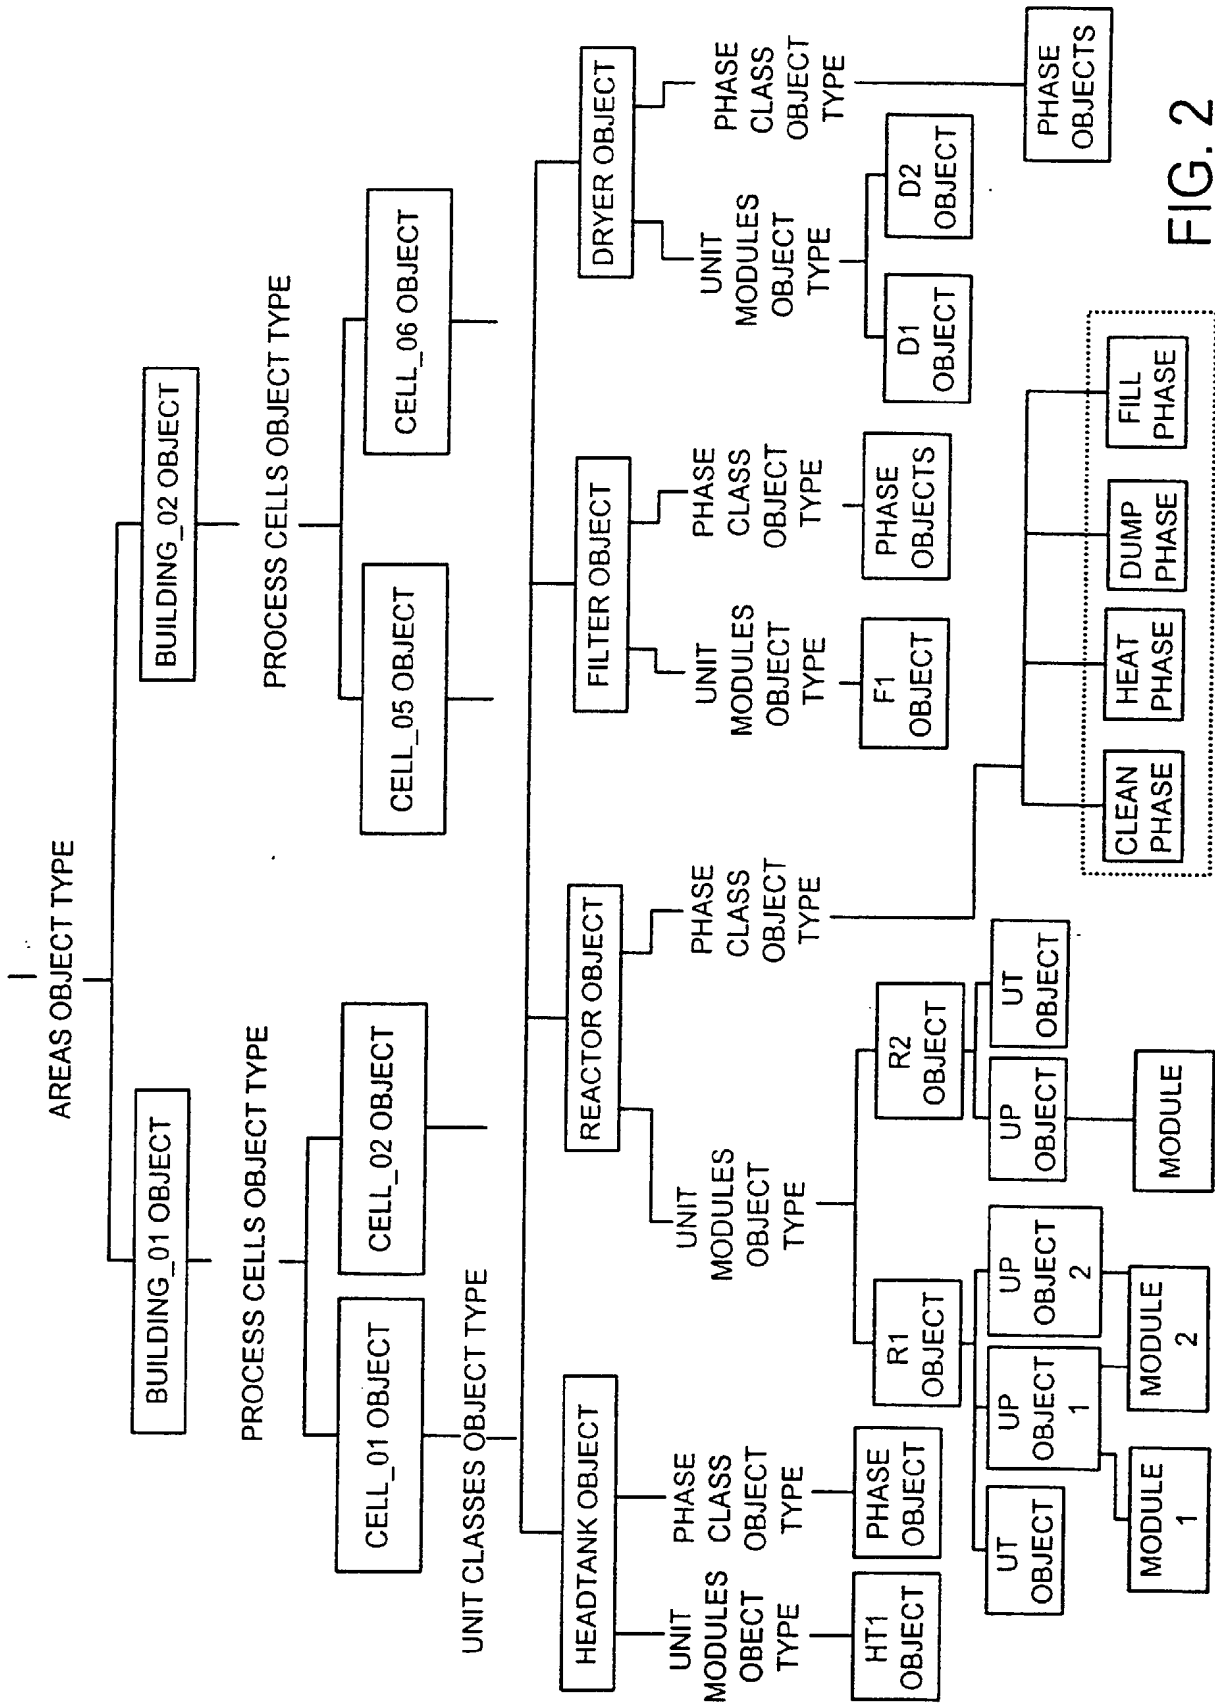 AREAS OBJECT TYPE
BUILDING_01 OBJECT
BUILDING_02 OBJECT
PROCESS CELLS OBJECT TYPE
PROCESS CELLS OBJECT TYPE
CELL_01 OBJECT
CELL_02 OBJECT
CELL_05 OBJECT
CELL_06 OBJECT
UNIT CLASSES OBJECT TYPE
HEADTANK OBJECT
REACTOR OBJECT
FILTER OBJECT
DRYER OBJECT
UNIT
MODULES
OBECT
TYPE
PHASE
CLASS
OBJECT
TYPE
UNIT
MODULES
OBJECT
TYPE
PHASE
CLASS
OBJECT
TYPE
UNIT
MODULES
OBJECT
TYPE
PHASE
CLASS
OBJECT
TYPE
UNIT
MODULES
OBJECT
TYPE
PHASE
CLASS
OBJECT
TYPE
HT1
OBJECT
PHASE
OBJECT
R1
OBJECT
R2
OBJECT
F1
OBJECT
PHASE
OBJECTS
D1
OBJECT
D2
OBJECT
PHASE
OBJECTS
UT
OBJECT
UP
OBJECT
1
UP
OBJECT
2
UP
OBJECT
UT
OBJECT
MODULE
1
MODULE
2
MODULE
CLEAN
PHASE
HEAT
PHASE
DUMP
PHASE
FILL
PHASE
FIG. 2